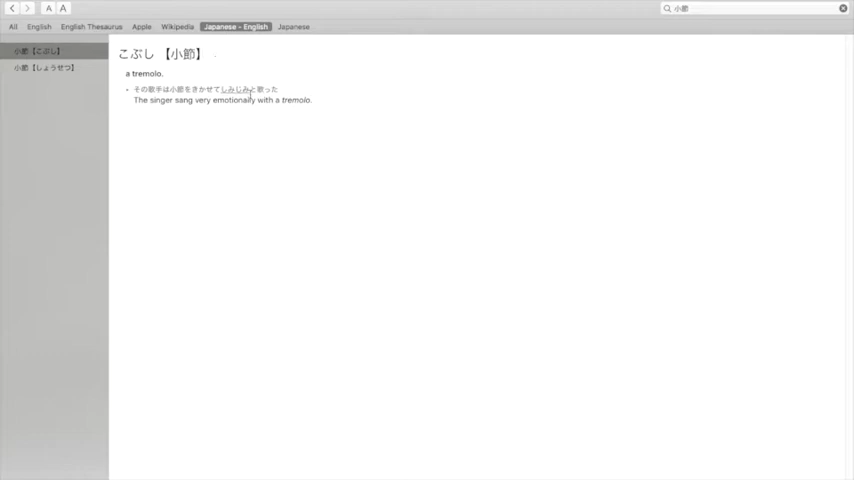 A A
小節
All English English Thesaurus Apple Wikipedia Japanese - English Japanese
小節【こぶし】
小節【しょうせつ】
こぶし 【小節】
a tremolo.
• その歌手は小節をきかせてしみじみと歌った
The singer sang very emotionally with a tremolo.